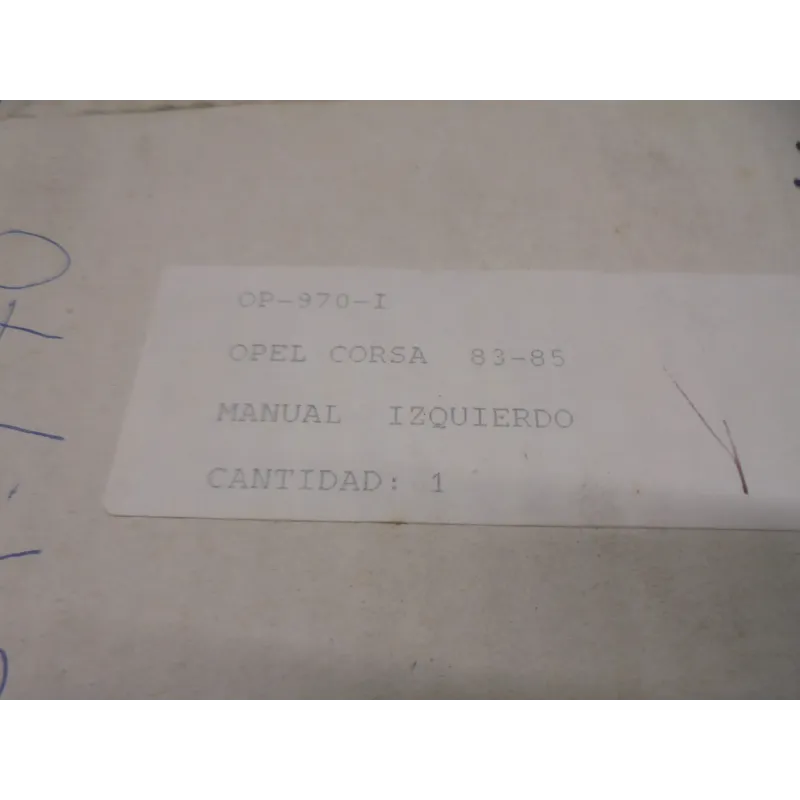 OP-970-I
OPEL CORSA 83-85
MANUAL IZQUIERDO
CANTIDAD: 1